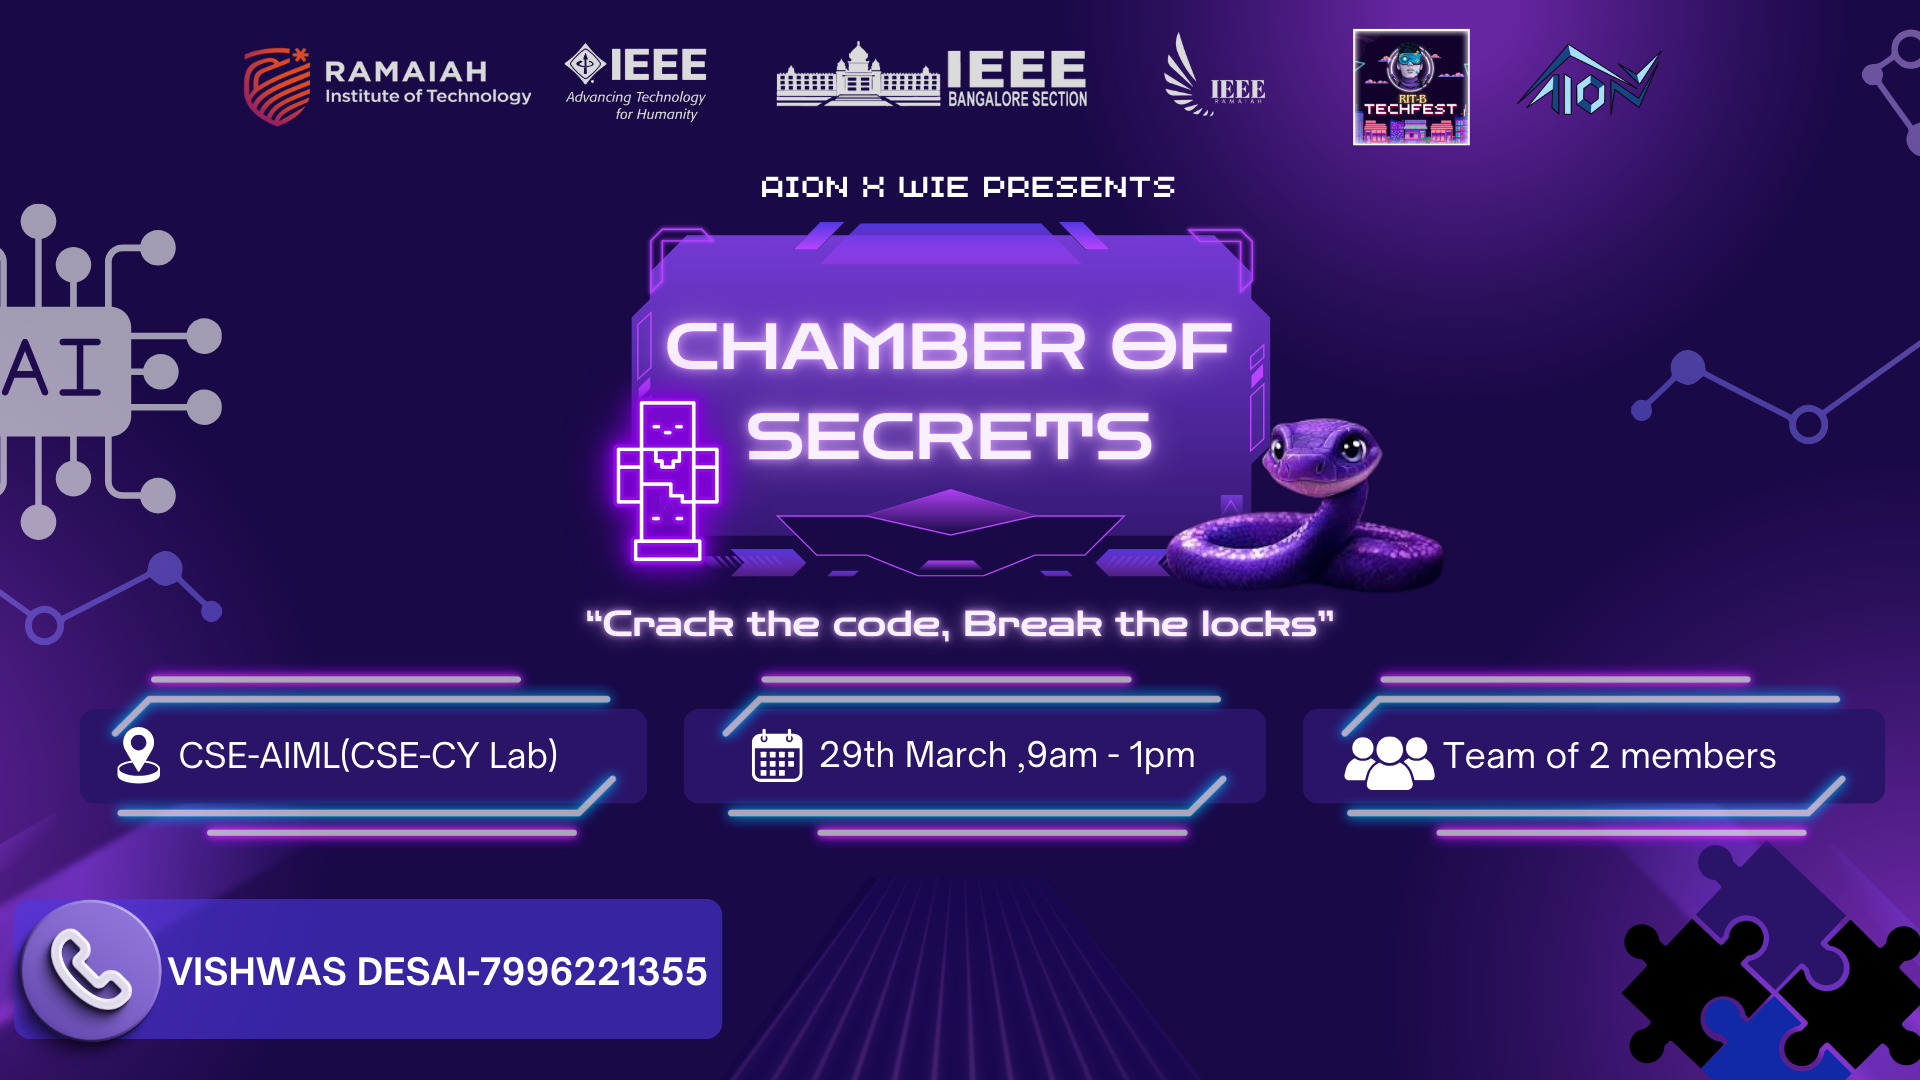 RAMAIAH
Institute of Technology
IEEE
Advancing Technology
for Humanity
IEEE
BANGALORE SECTION
IEEE
RAMAIAH
RIT-B
TECHFEST
AION
AION X WIE PRESENTS
CHAMBER OF
SECRETS
“Crack the code, Break the locks”
AI
CSE-AIML(CSE-CY Lab)
29th March ,9am - 1pm
Team of 2 members
VISHWAS DESAI-7996221355